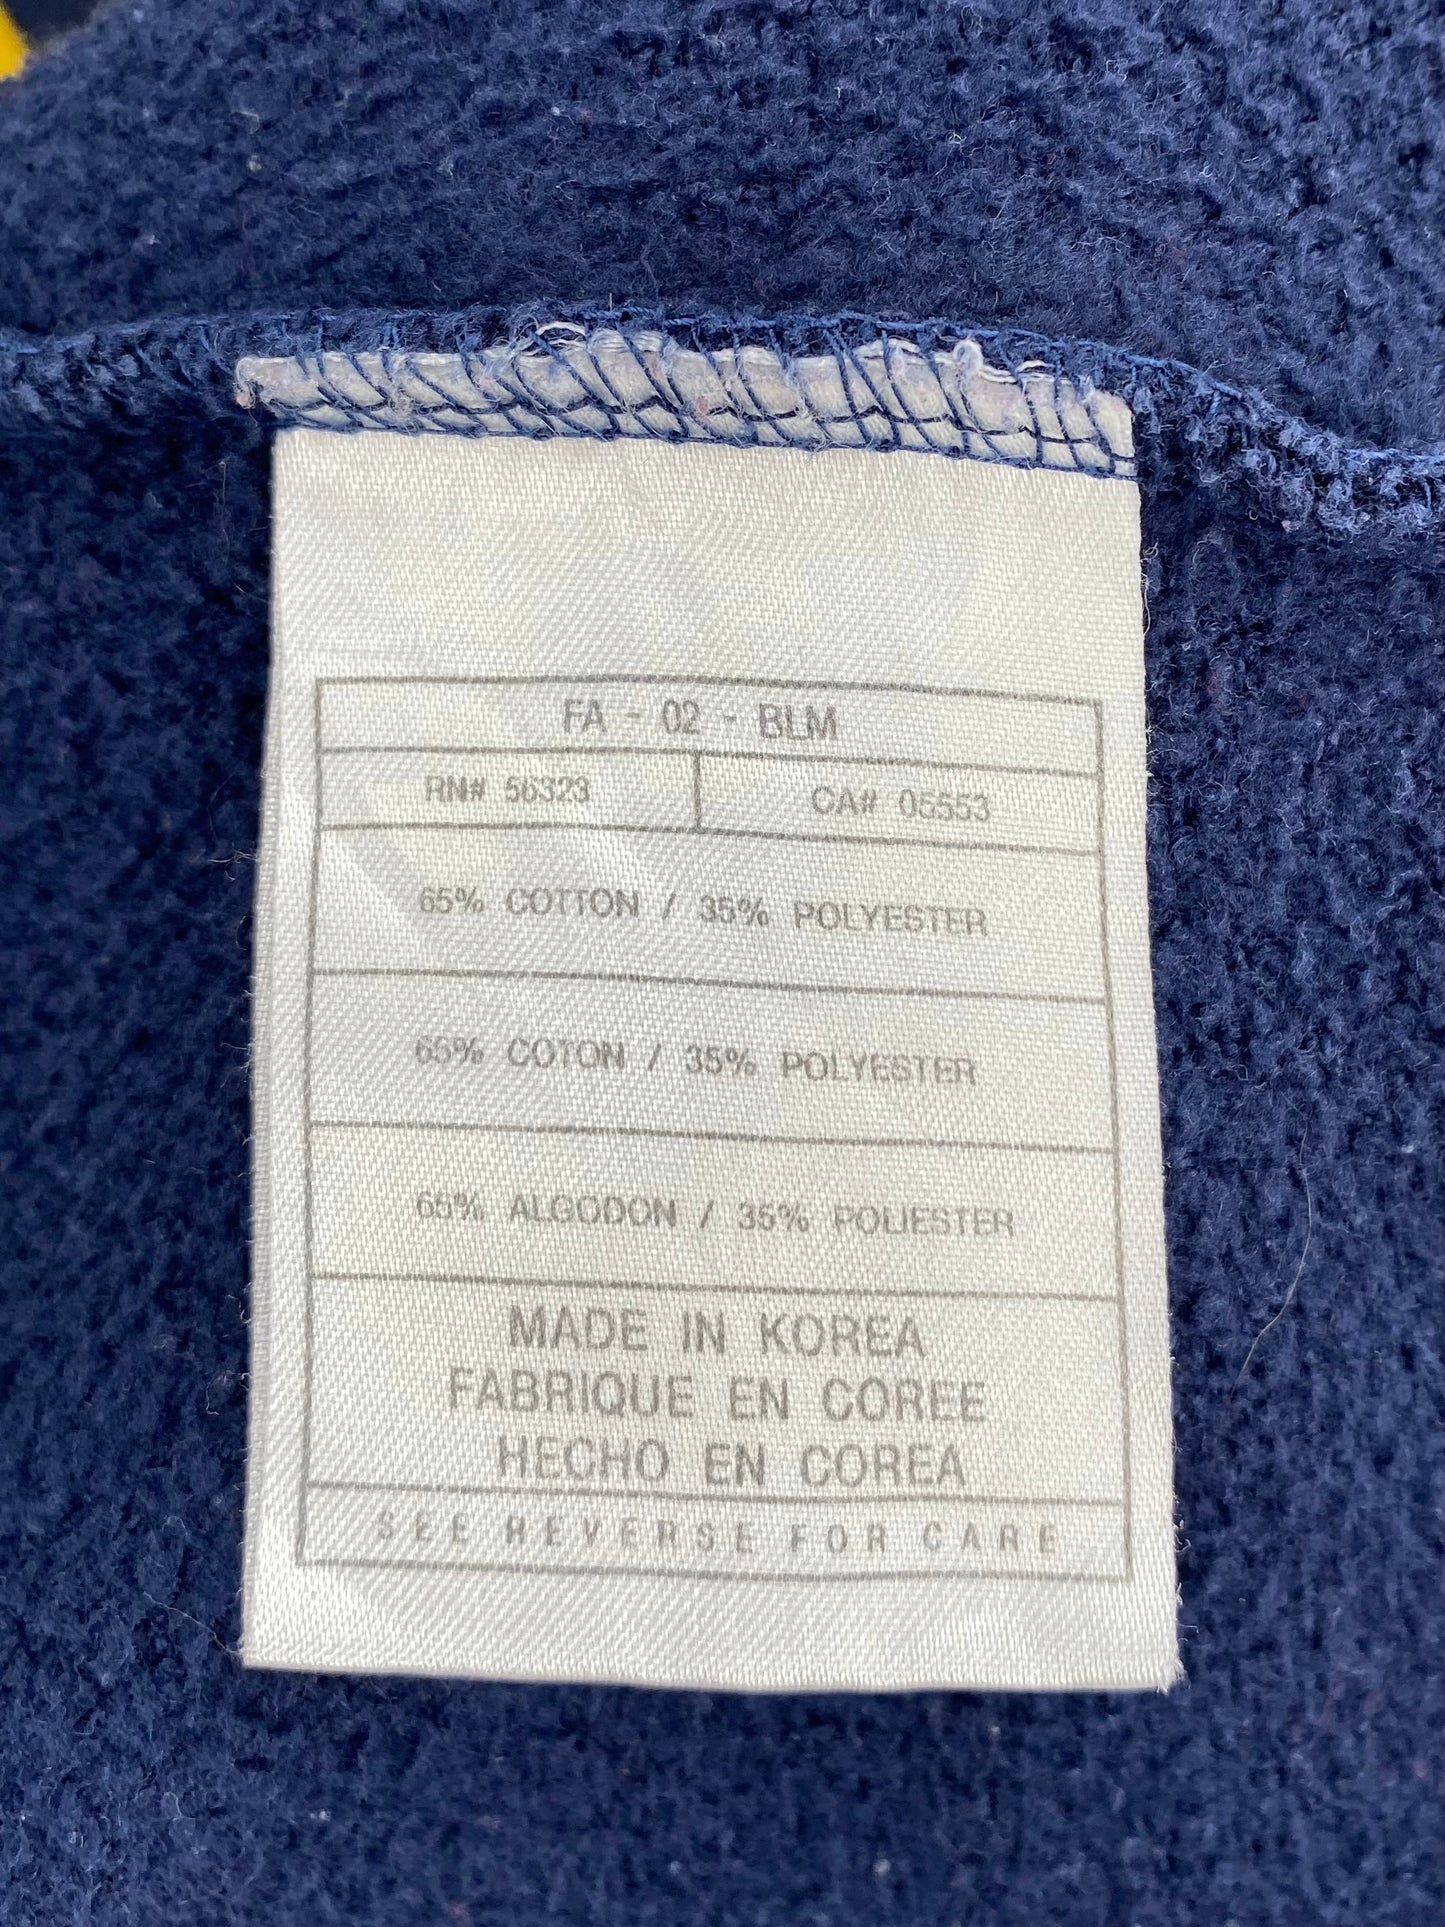 FA - 02 - BLM
RN# 56323 CA# 05553
65% COTTON / 35% POLYESTER
65% COTON / 35% POLYESTER
65% ALGODON / 35% POLIESTER
MADE IN KOREA
FABRIQUE EN COREE
HECHO EN COREA
SEE REVERSE FOR CARE